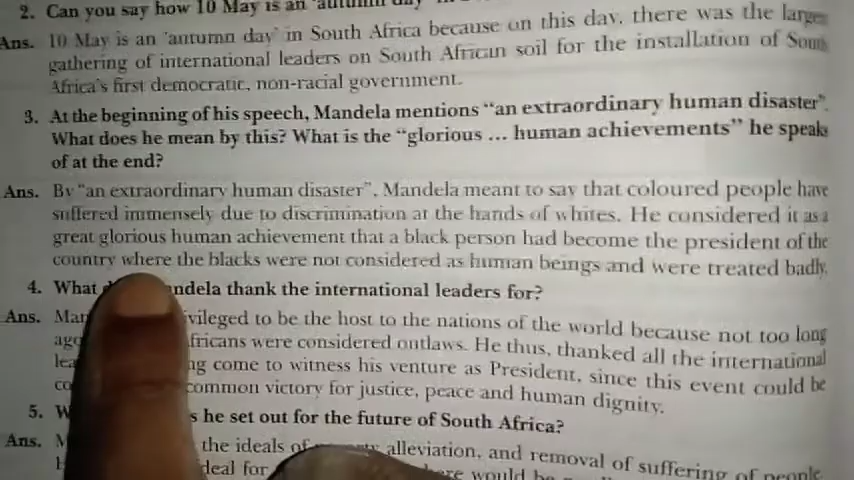 2. Can you say how 10 May is an 'autumn day' in
Ans. 10 May is an 'autumn day' in South Africa because on this day, there was the large
gathering of international leaders on South African soil for the installation of South
Africa's first democratic, non-racial government.
3. At the beginning of his speech, Mandela mentions "an extraordinary human disaster".
What does he mean by this? What is the "glorious ... human achievements" he speaks
of at the end?
Ans. By "an extraordinary human disaster", Mandela meant to say that coloured people have
suffered immensely due to discrimination at the hands of whites. He considered it as a
great glorious human achievement that a black person had become the president of the
country where the blacks were not considered as human beings and were treated badly.
4. What Mandela thank the international leaders for?
Ans. vileged to be the host to the nations of the world because not too long
ago fricans were considered outlaws. He thus, thanked all the international
lea ng come to witness his venture as President, since this event could be
co common victory for justice, peace and human dignity.
5. s he set out for the future of South Africa?
Ans. the ideals of alleviation, and removal of suffering of people.
deal for would be